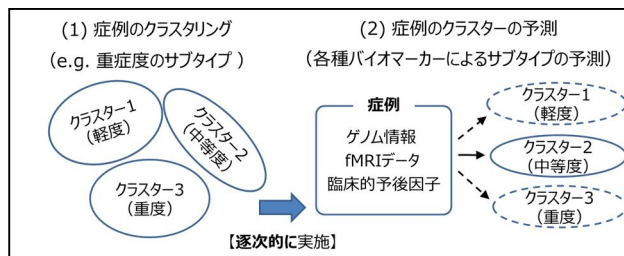 (1) 症例のクラスタリング
(e.g. 重症度のサブタイプ )
クラスター1
(軽度)
クラスター2
(中等度)
クラスター3
(重度)
【逐次的に実施】
(2) 症例のクラスターの予測
(各種バイオマーカーによるサブタイプの予測)
症例
ゲノム情報
fMRIデータ
臨床的予後因子
クラスター1
(軽度)
クラスター2
(中等度)
クラスター3
(重度)